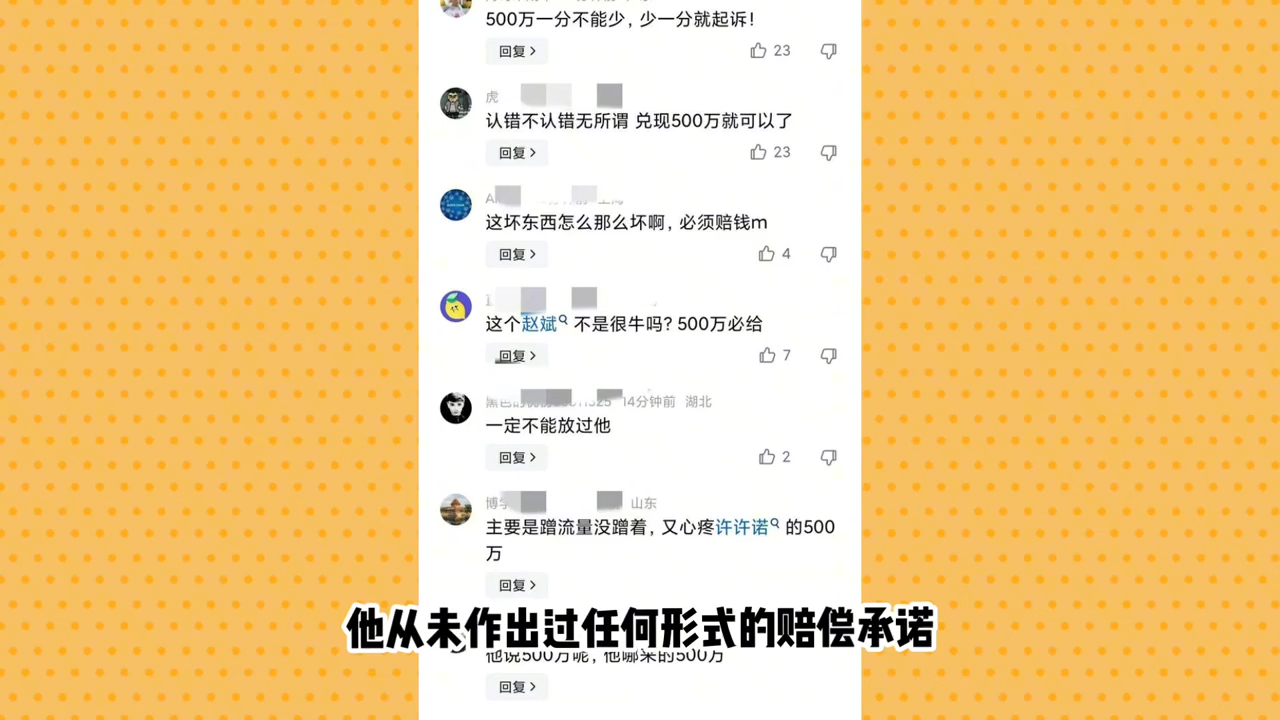 500万一分不能少，少一分就起诉！
回复
23
虎
认错不认错无所谓 兑现500万就可以了
回复
23
这坏东西怎么那么坏啊，必须赔钱m
回复
4
这个赵斌 不是很牛吗？500万必给
回复
7
14分钟前 湖北
一定不能放过他
回复
2
博学 山东
主要是蹭流量没蹭着，又心疼许许诺 的500
万
回复
他从未作出过任何形式的赔偿承诺
他说500万呢，他哪来的500万
回复